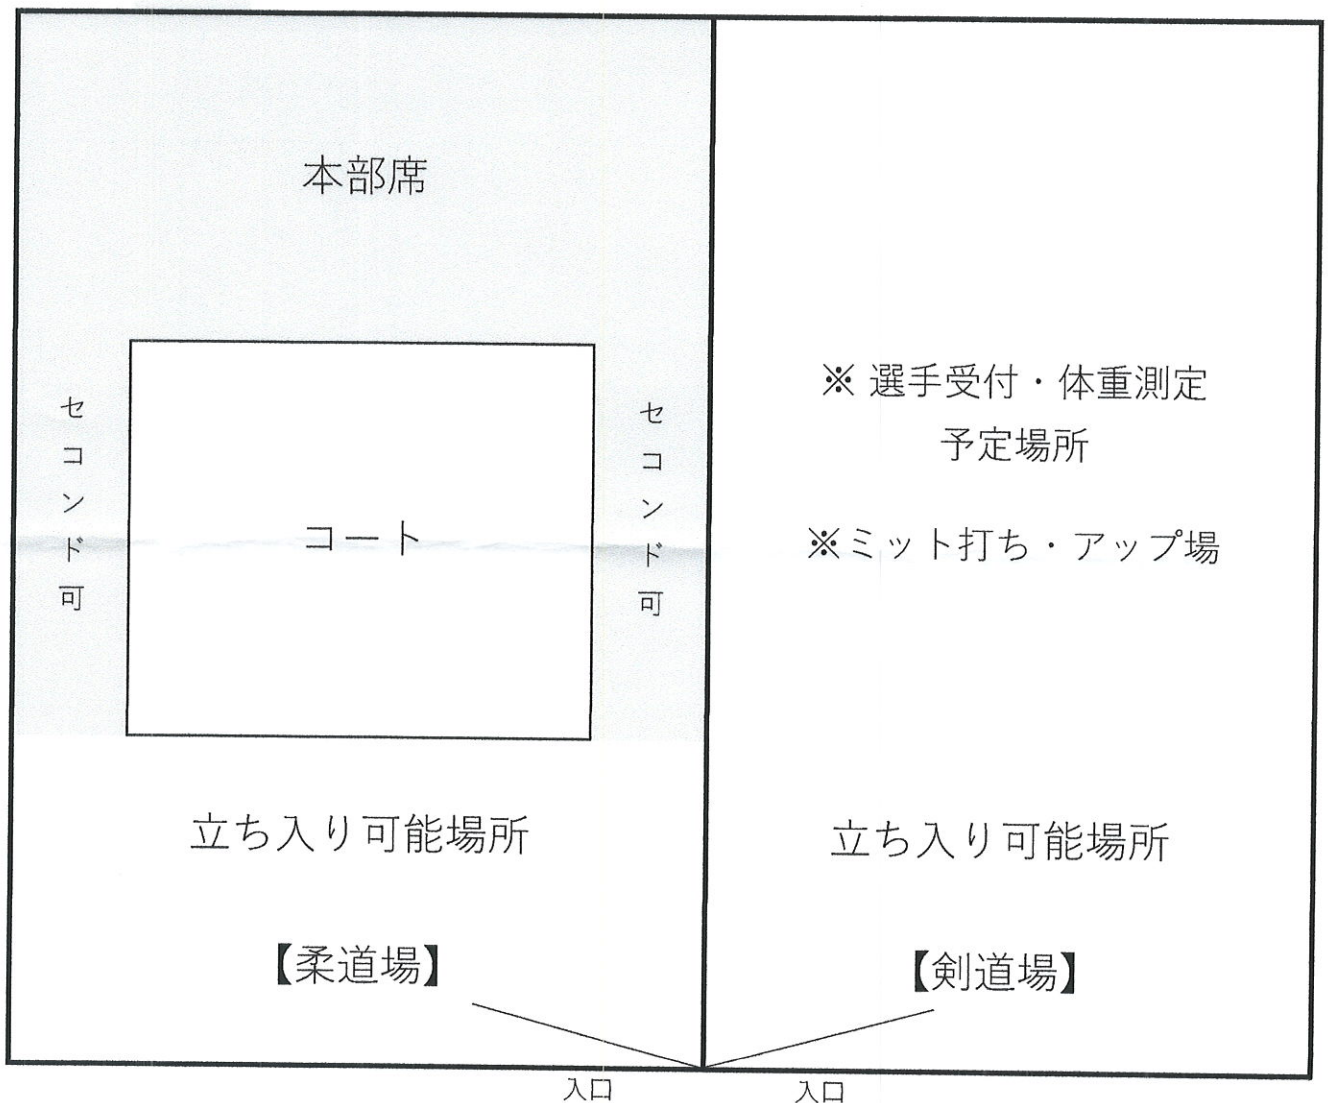 本部席
セコンド可
コート
セコンド可
立ち入り可能場所
【柔道場】
入口
※ 選手受付・体重測定
予定場所
※ミット打ち・アップ場
立ち入り可能場所
【剣道場】
入口